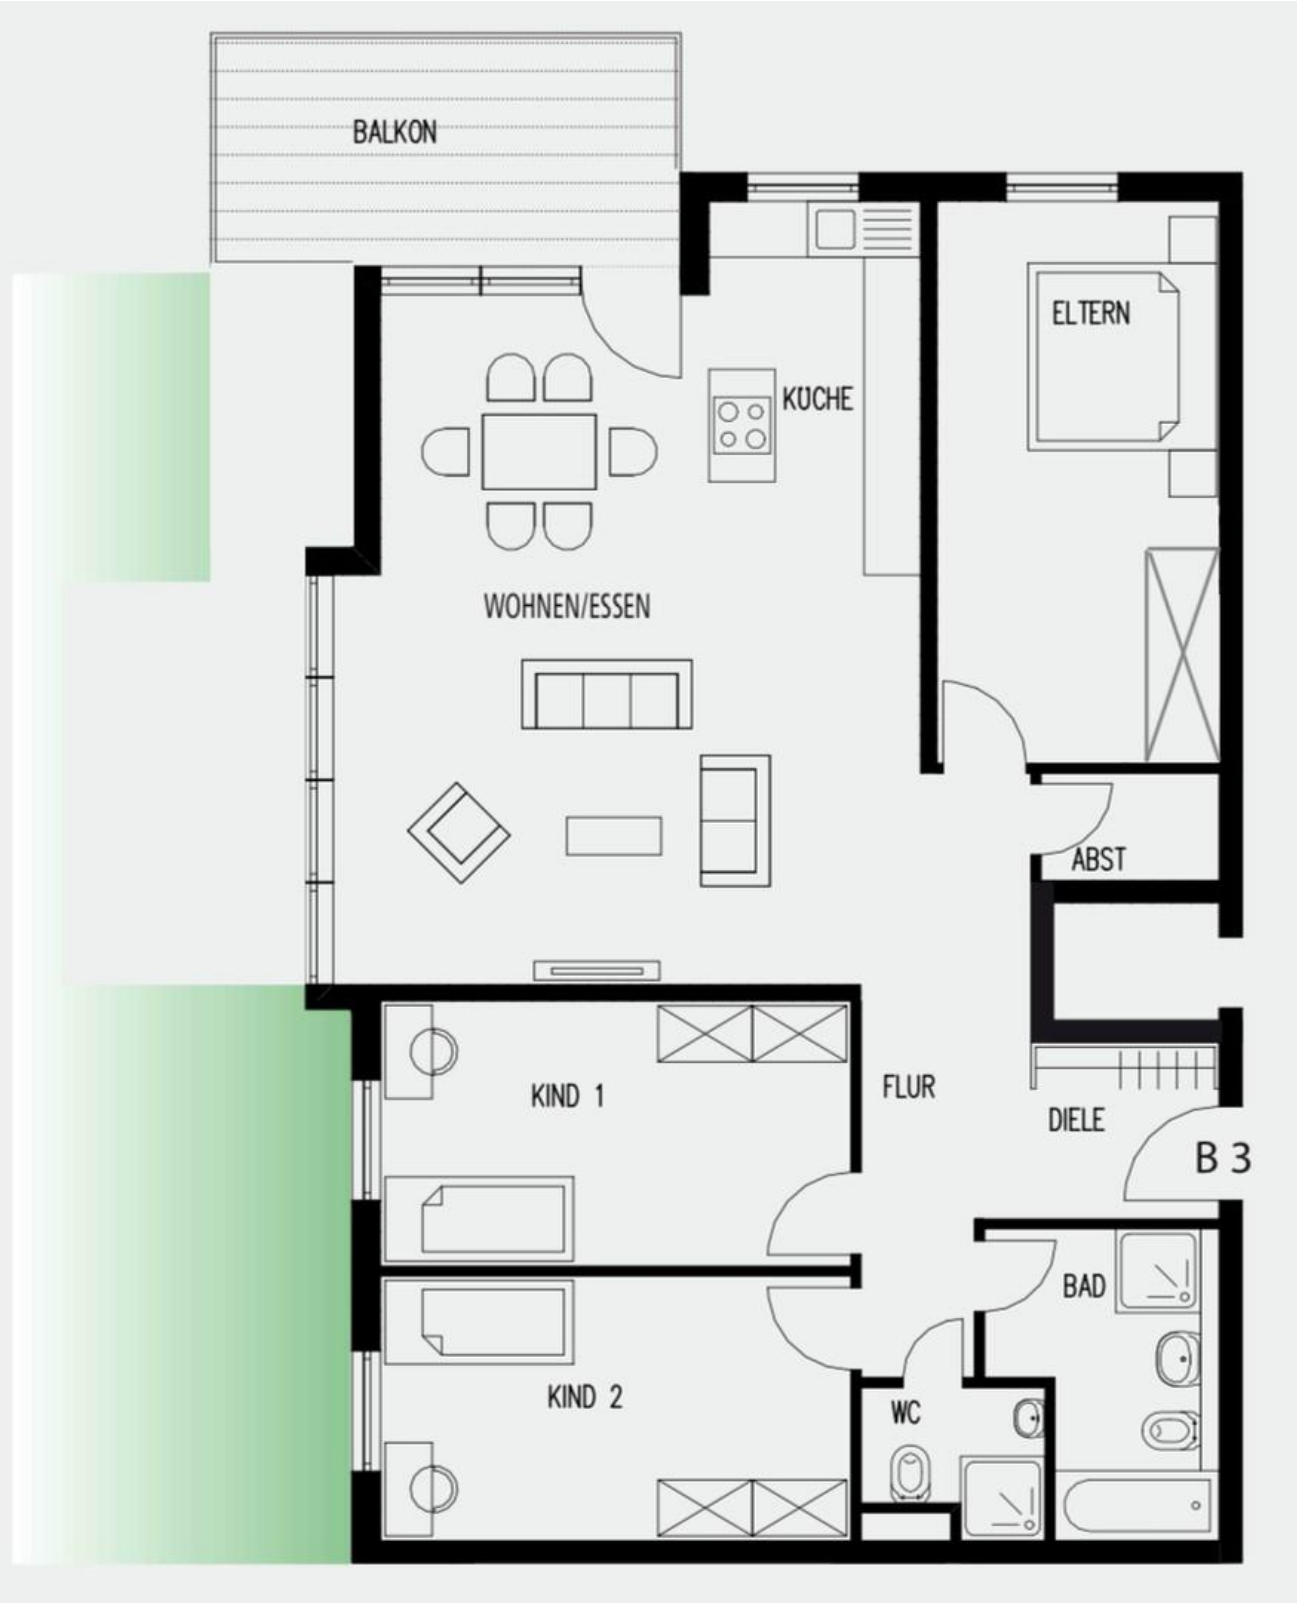 BALKON
ELTERN
KÜCHE
WOHNEN/ESSEN
ABST
FLUR
KIND 1
DIELE
B 3
BAD
KIND 2
WC